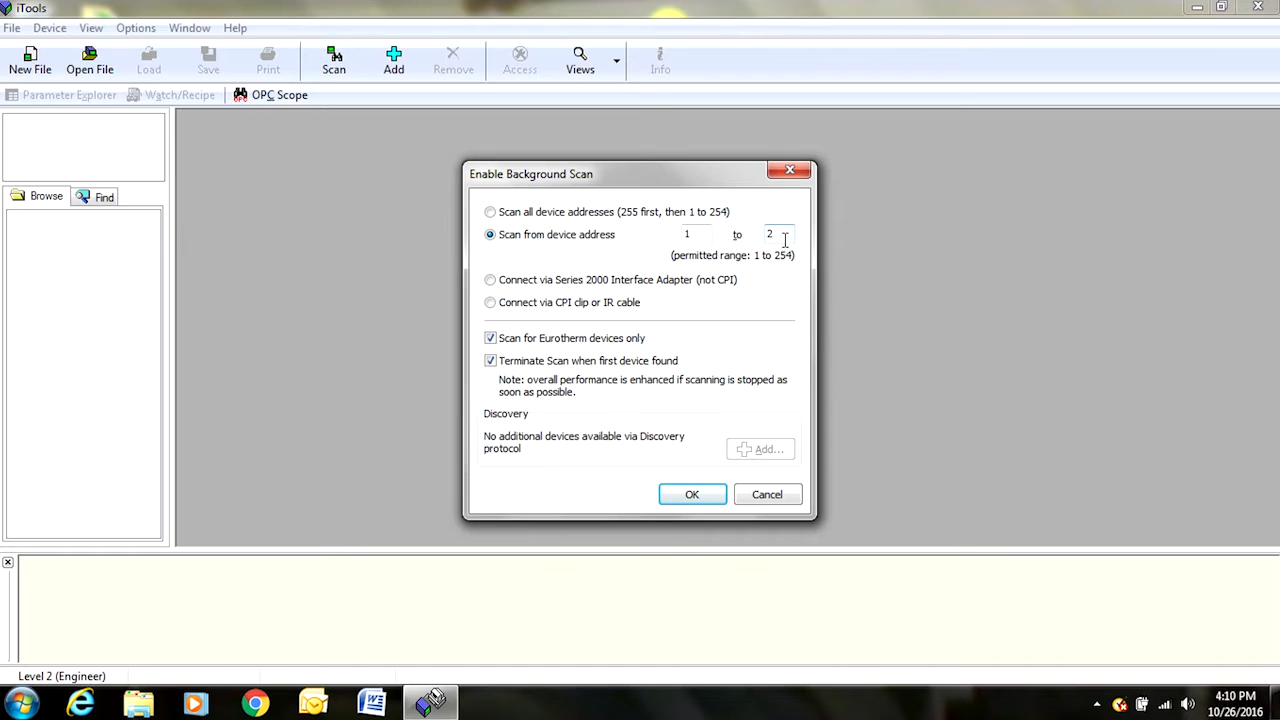 iTools
File Device View Options Window Help
New File Open File Load Save Print Scan Add Remove Access Views Info
Parameter Explorer Watch/Recipe OPC Scope
Browse Find
Enable Background Scan
Scan all device addresses (255 first, then 1 to 254)
Scan from device address 1 to 2
(permitted range: 1 to 254)
Connect via Series 2000 Interface Adapter (not CPI)
Connect via CPI clip or IR cable
Scan for Eurotherm devices only
Terminate Scan when first device found
Note: overall performance is enhanced if scanning is stopped as
soon as possible.
Discovery
No additional devices available via Discovery
protocol
Add...
OK Cancel
Level 2 (Engineer)
4:10 PM
10/26/2016